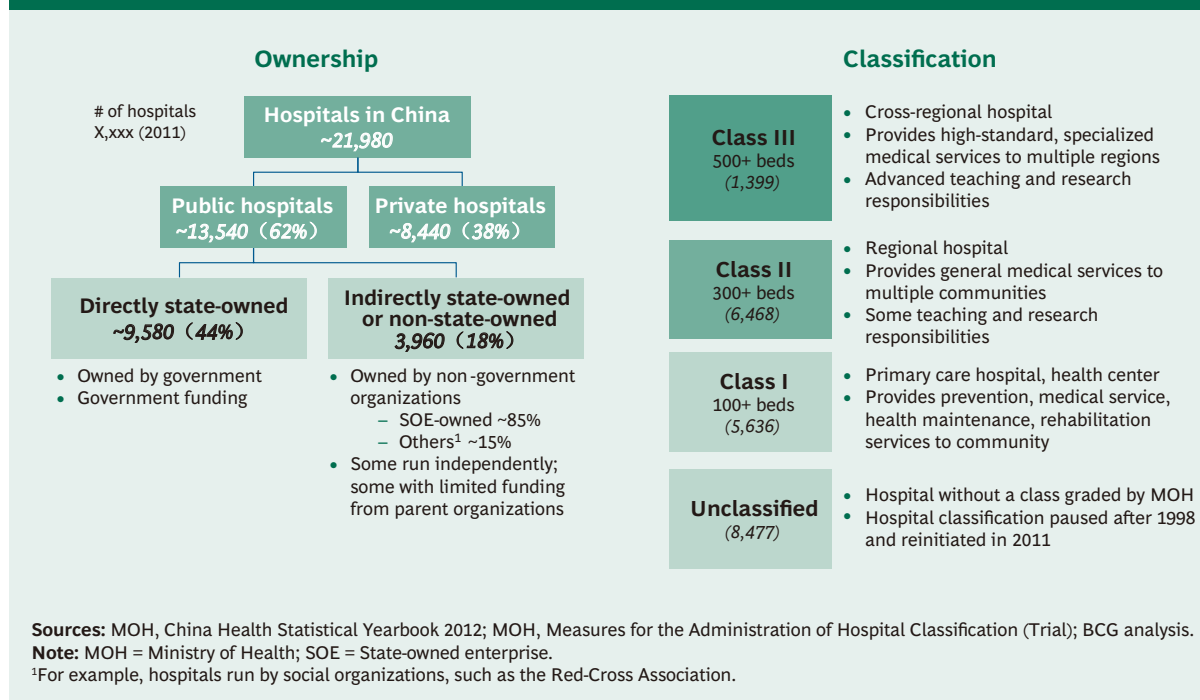 Ownership
# of hospitals
X,xxx (2011)
Hospitals in China
~21,980
Public hospitals
~13,540（62%）
Private hospitals
~8,440（38%）
Directly state-owned
~9,580（44%）
Indirectly state-owned
or non-state-owned
3,960（18%）
• Owned by government
• Government funding
• Owned by non-government
organizations
– SOE-owned ~85%
– Others¹ ~15%
• Some run independently;
some with limited funding
from parent organizations
Classification
Class III
500+ beds
(1,399)
• Cross-regional hospital
• Provides high-standard, specialized
medical services to multiple regions
• Advanced teaching and research
responsibilities
Class II
300+ beds
(6,468)
• Regional hospital
• Provides general medical services to
multiple communities
• Some teaching and research
responsibilities
Class I
100+ beds
(5,636)
• Primary care hospital, health center
• Provides prevention, medical service,
health maintenance, rehabilitation
services to community
Unclassified
(8,477)
• Hospital without a class graded by MOH
• Hospital classification paused after 1998
and reinitiated in 2011
Sources: MOH, China Health Statistical Yearbook 2012; MOH, Measures for the Administration of Hospital Classification (Trial); BCG analysis.
Note: MOH = Ministry of Health; SOE = State-owned enterprise.
¹For example, hospitals run by social organizations, such as the Red-Cross Association.